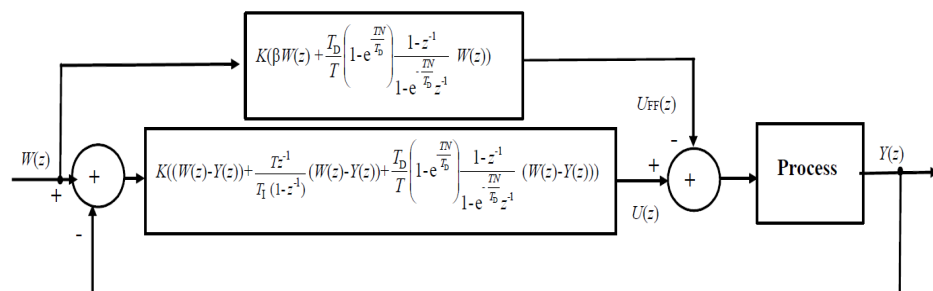 K(βW(z) + T_D/T (1-e^{TN/T_D}) (1-z^{-1})/(1-e^{-TN/T_D} z^{-1}) W(z))
U_FF(z)
-
W(z)
+
+
K((W(z)-Y(z))+ Tz^{-1}/(T_I (1-z^{-1})) (W(z)-Y(z))+ T_D/T (1-e^{TN/T_D}) (1-z^{-1})/(1-e^{-TN/T_D} z^{-1}) (W(z)-Y(z)))
+
+
U(z)
Process
Y(z)
-